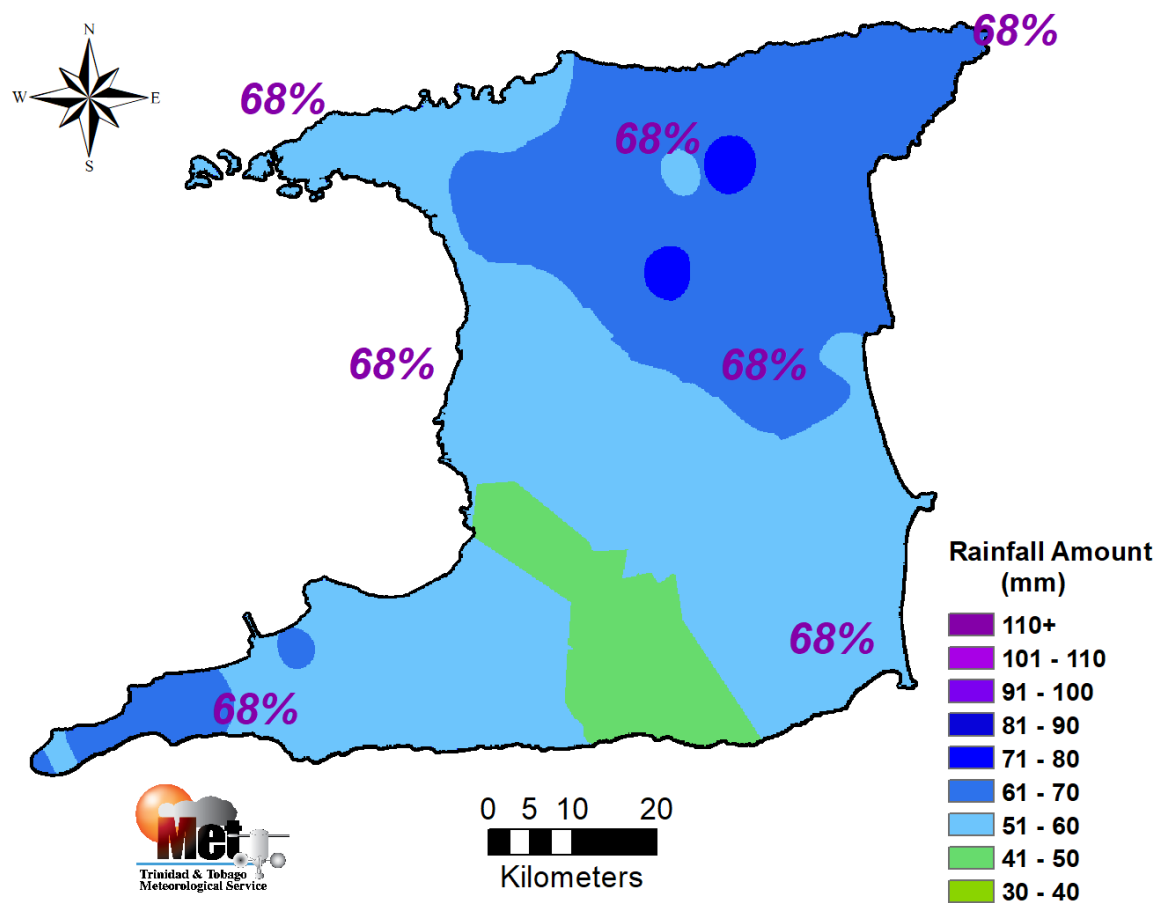 N
W E
S
68%
68%
68%
68%
68%
68%
68%
Rainfall Amount
(mm)
110+
101 - 110
91 - 100
81 - 90
71 - 80
61 - 70
51 - 60
41 - 50
30 - 40
0 5 10 20
Kilometers
Met
Trinidad & Tobago
Meteorological Service